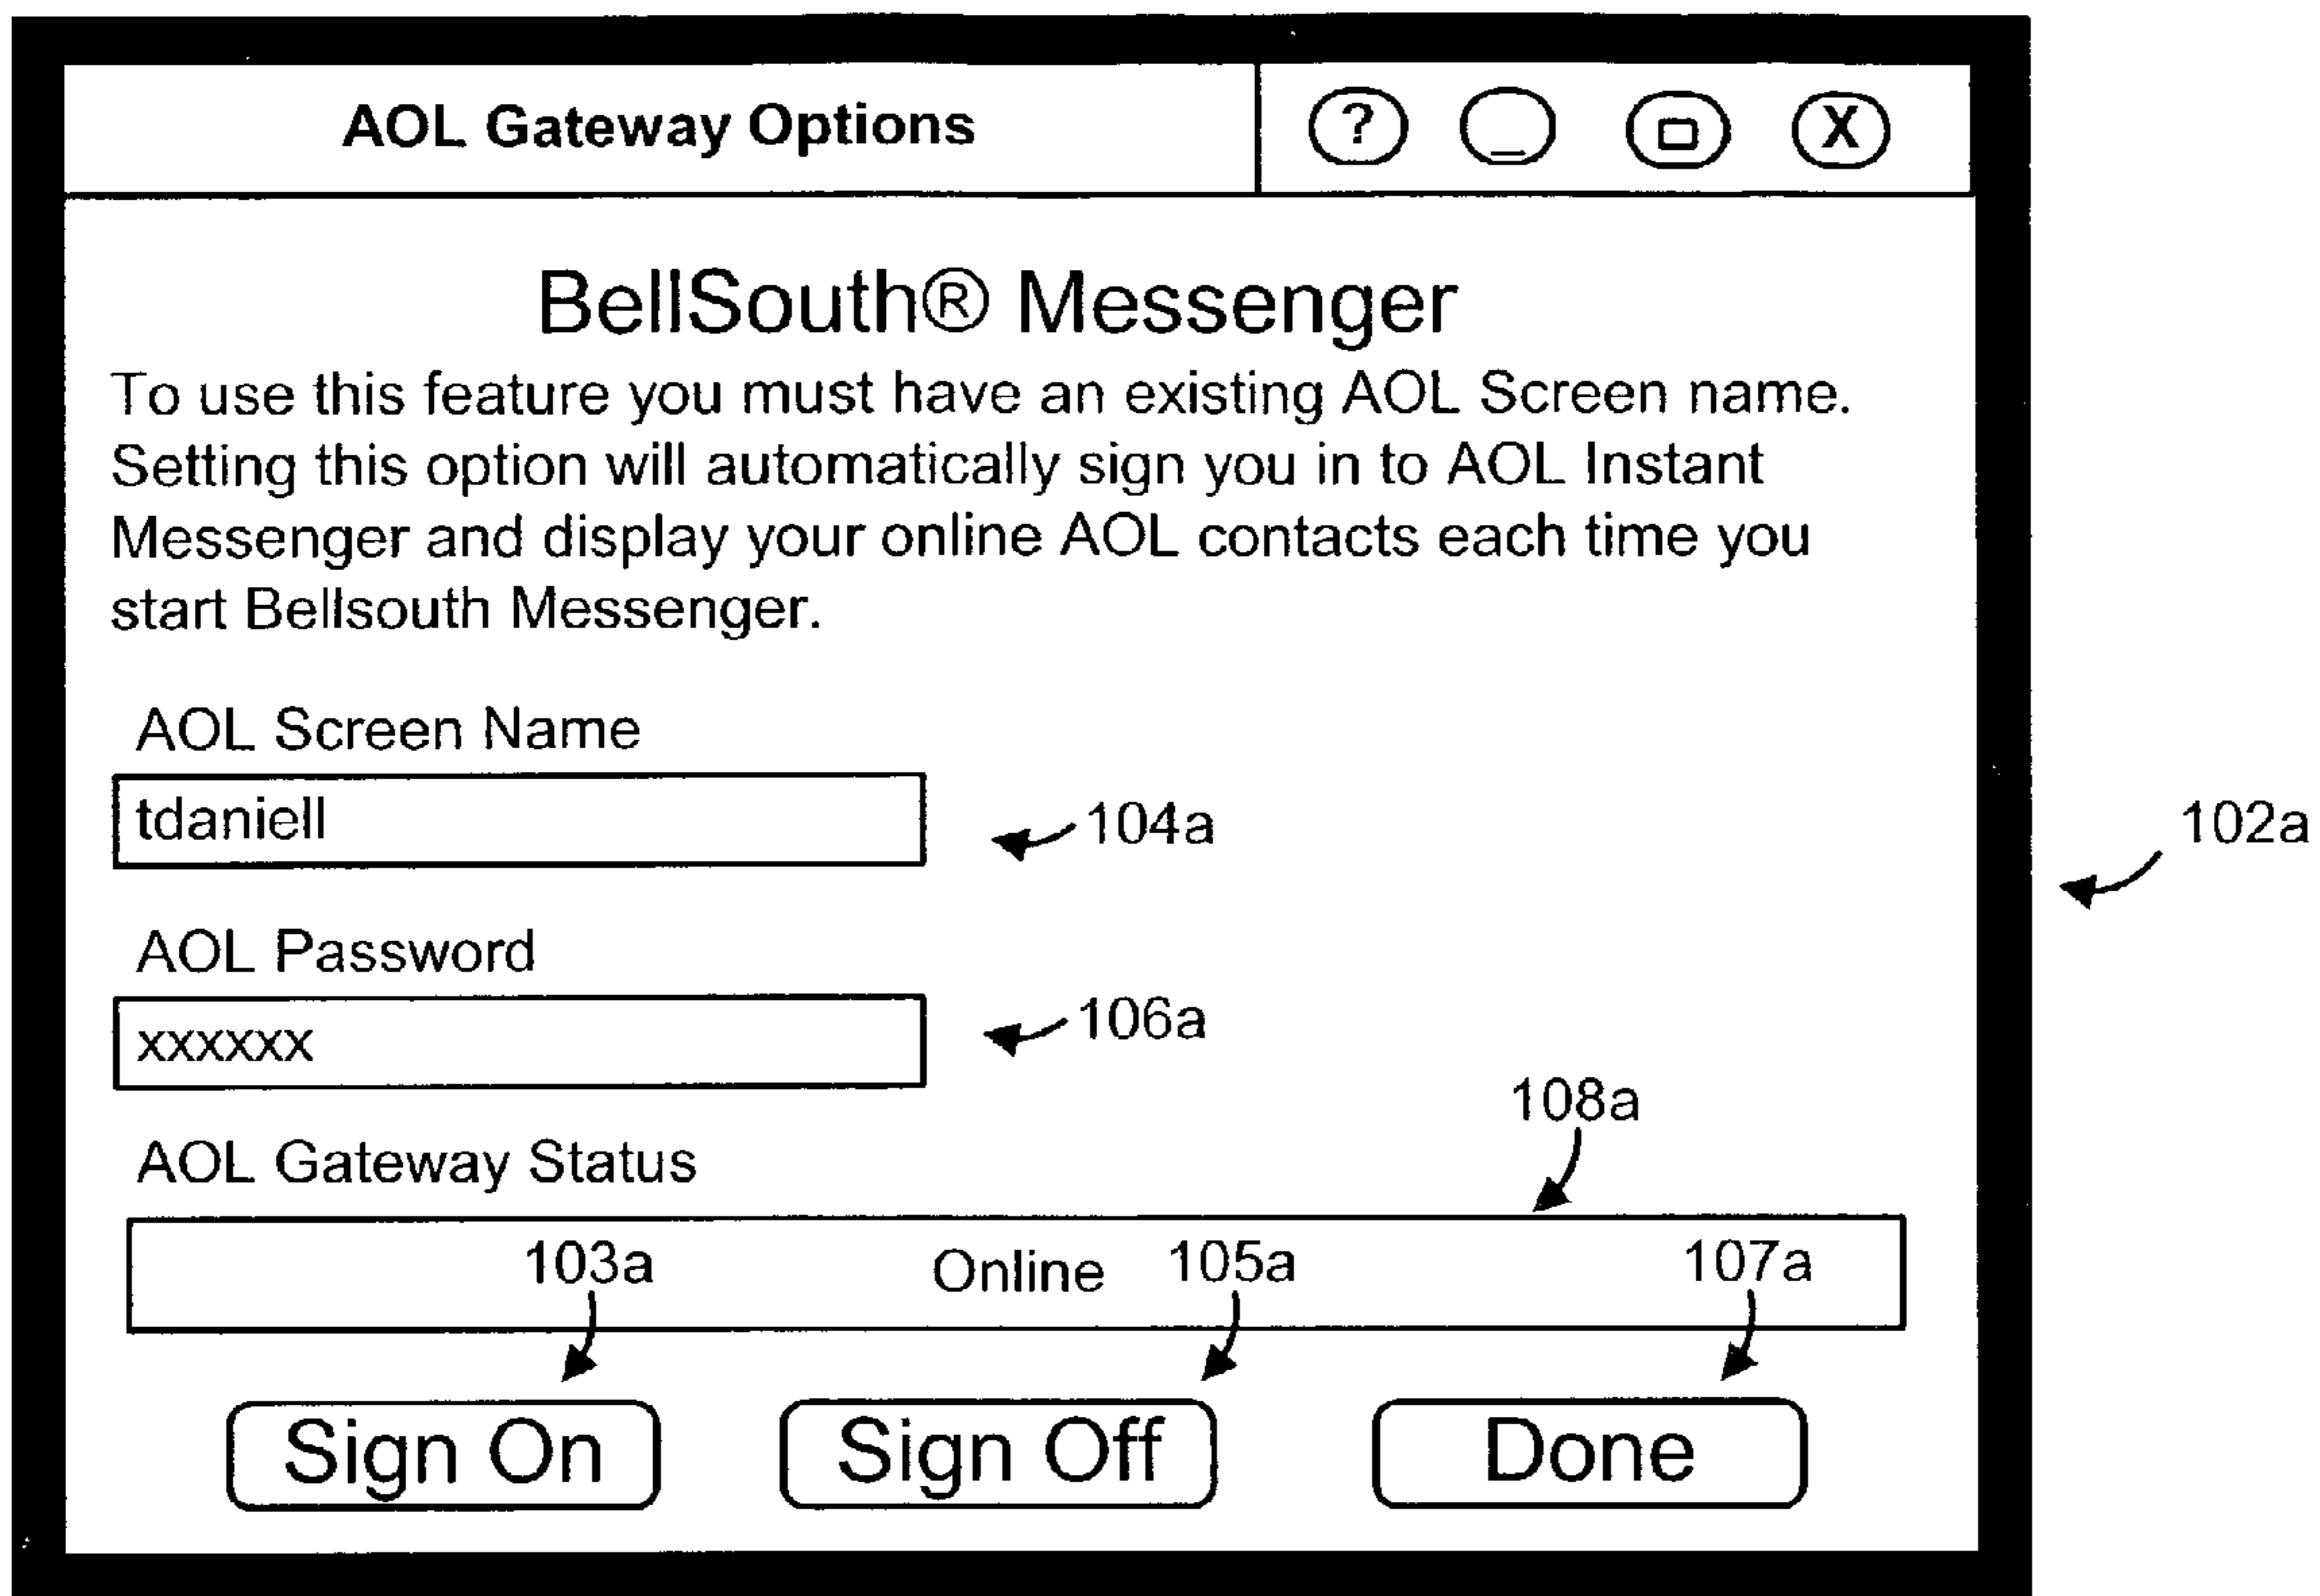 AOL Gateway Options ? _ X
BellSouth® Messenger
To use this feature you must have an existing AOL Screen name.
Setting this option will automatically sign you in to AOL Instant
Messenger and display your online AOL contacts each time you
start Bellsouth Messenger.
AOL Screen Name
tdaniell
104a
102a
AOL Password
xxxxxx
106a
108a
AOL Gateway Status
103a Online 105a 107a
Sign On Sign Off Done